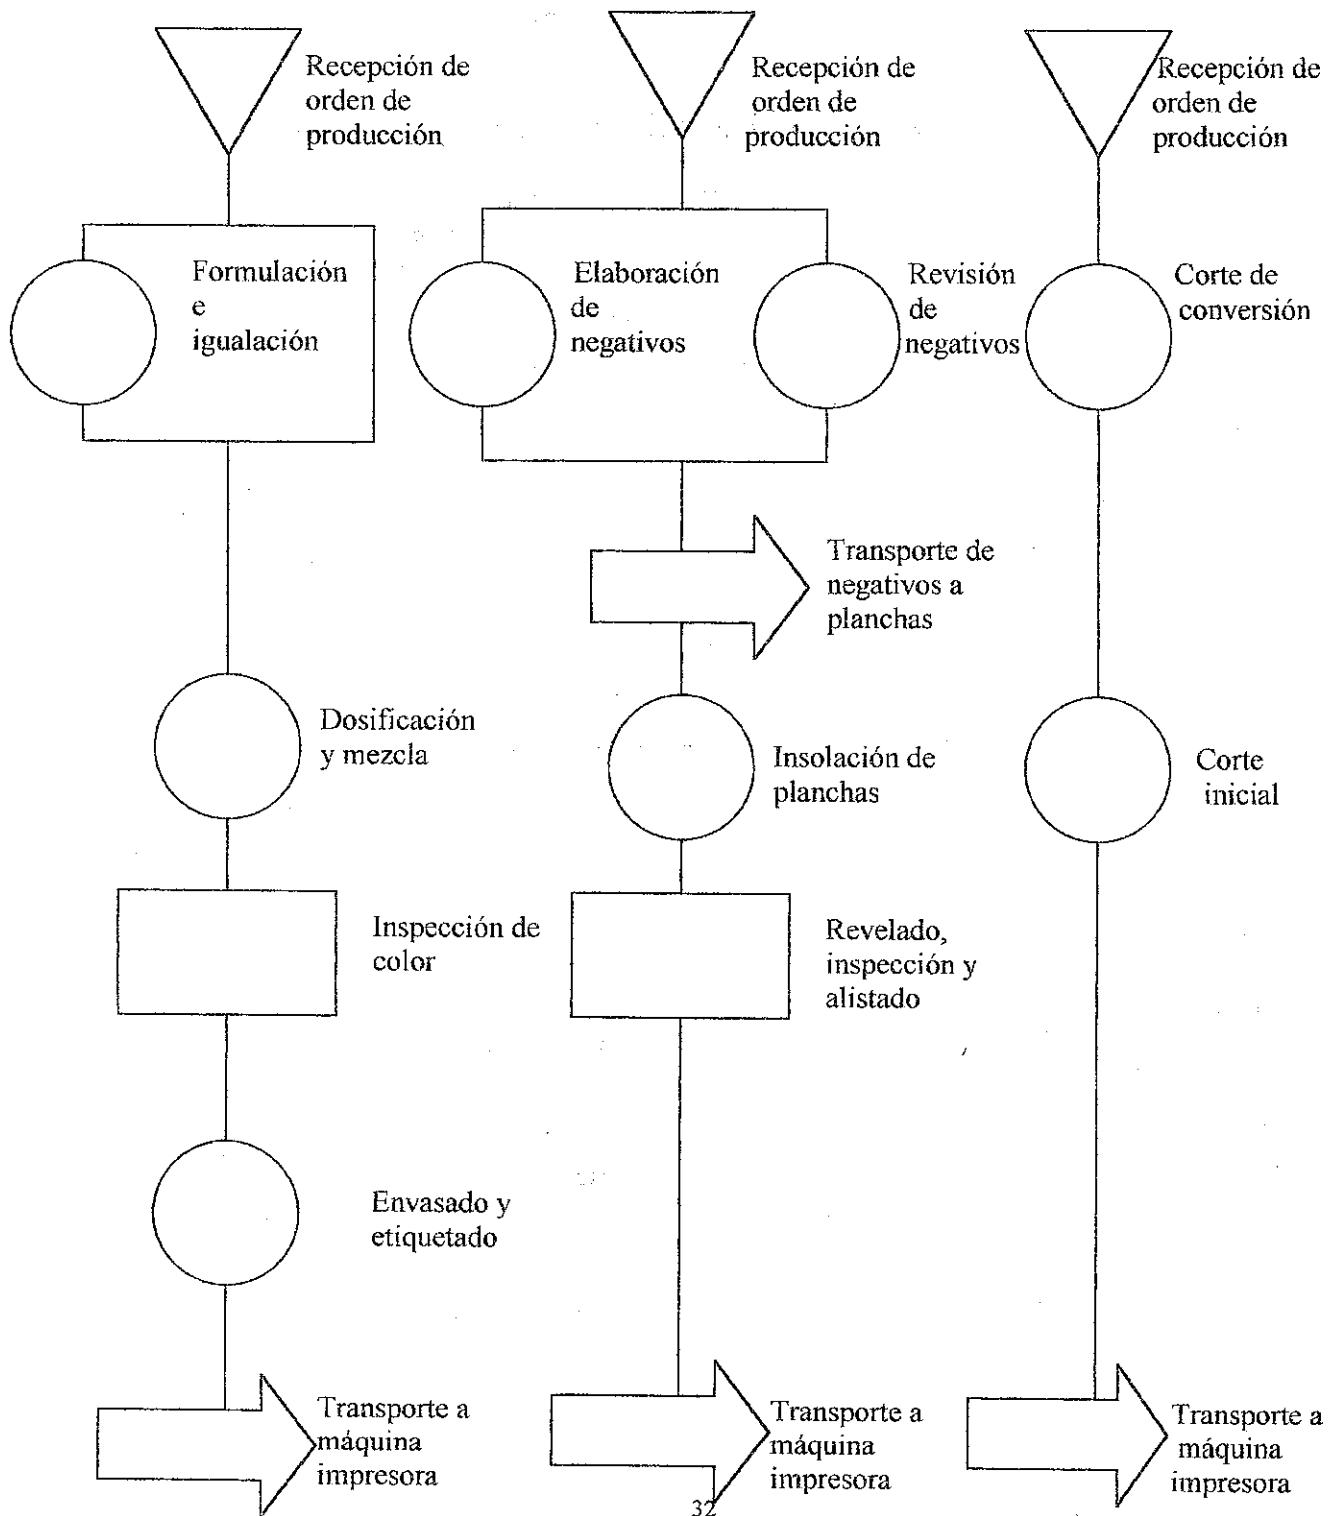 Recepción de
orden de
producción
Recepción de
orden de
producción
Recepción de
orden de
producción
Formulación
e
igualación
Elaboración
de
negativos
Revisión
de
negativos
Corte de
conversión
Transporte de
negativos a
planchas
Dosificación
y mezcla
Insolación de
planchas
Corte
inicial
Inspección de
color
Revelado,
inspección y
alistado
Envasado y
etiquetado
Transporte a
máquina
impresora
Transporte a
máquina
impresora
Transporte a
máquina
impresora
32